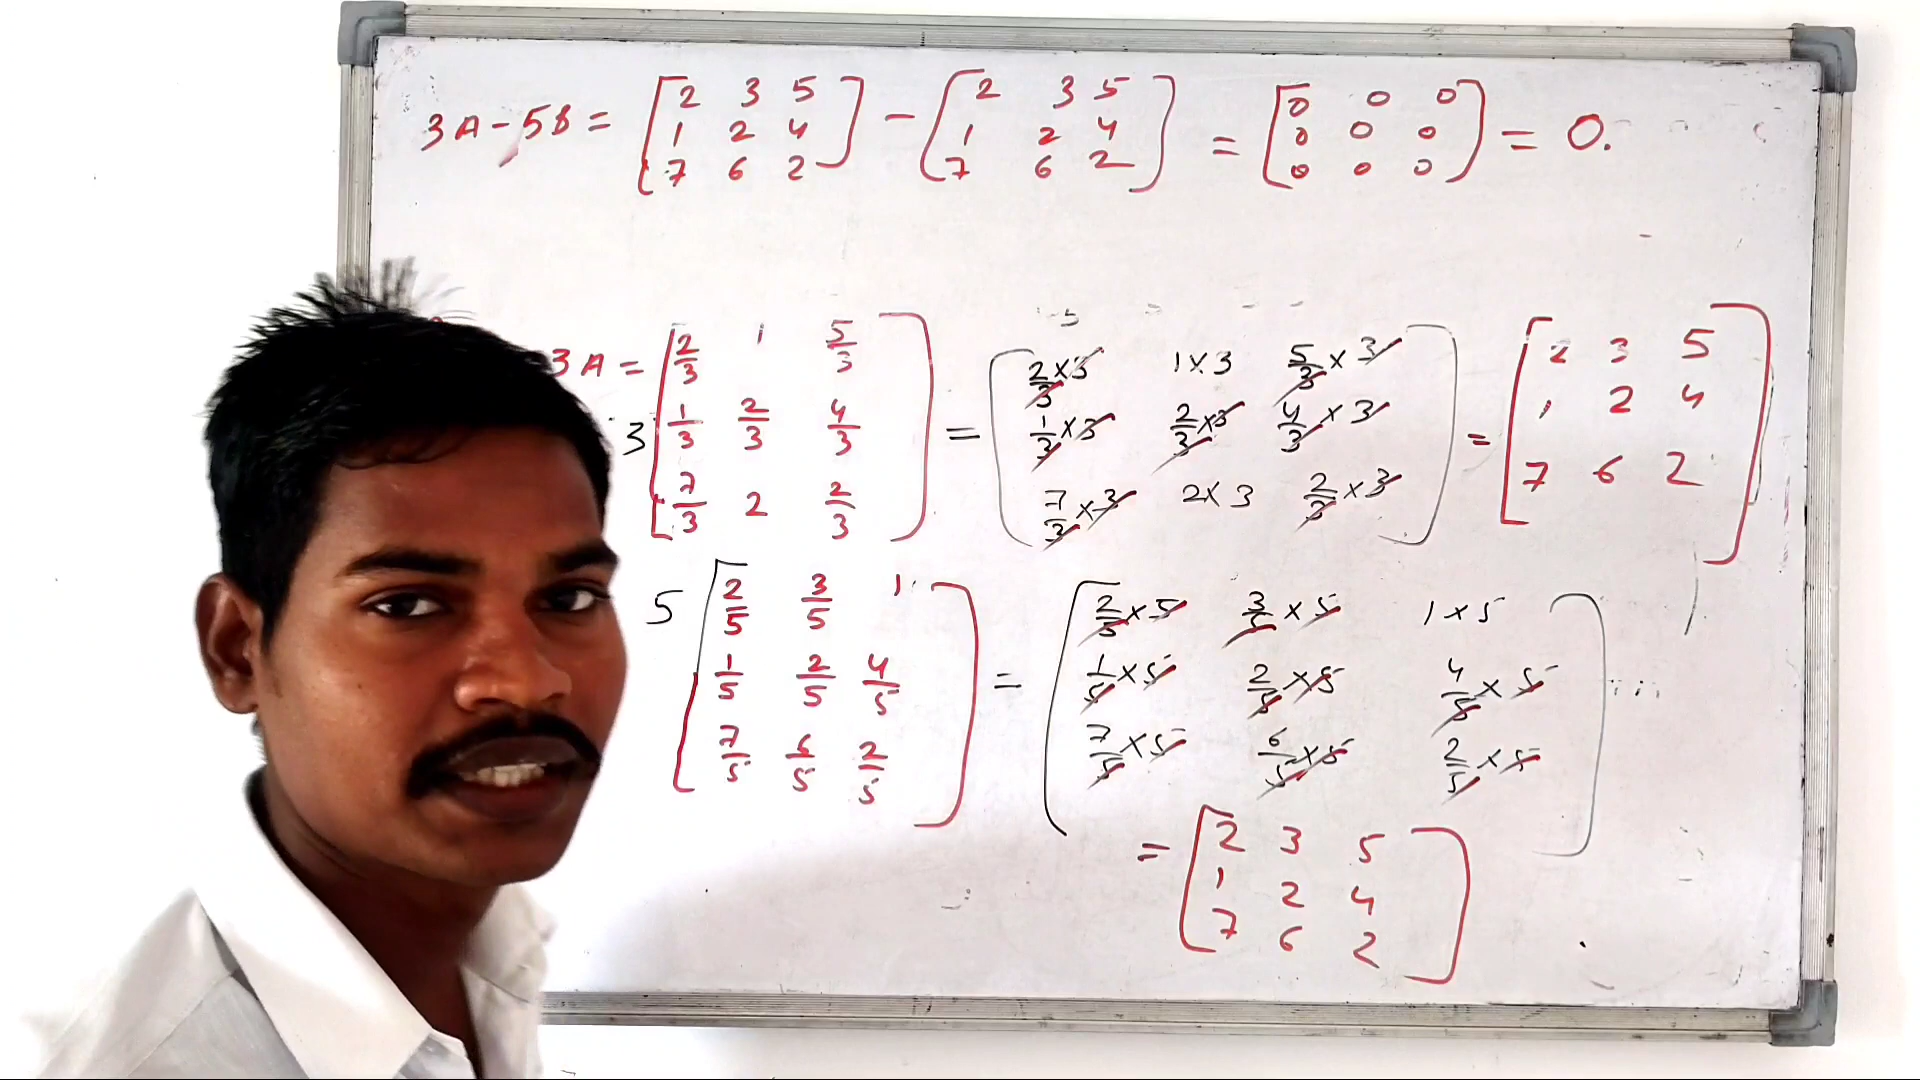 3A - 5B = [ 2 3 5 ] - [ 2 3 5 ] = [ 0 0 0 ] = 0.
1 2 4 1 2 4 0 0 0
7 6 2 7 6 2 0 0 0
3A = 3 [ 2/3 1 5/3 ] = [ 2/3 × 3 1 × 3 5/3 × 3 ] = [ 2 3 5 ]
1/3 2/3 4/3 1/3 × 3 2/3 × 3 4/3 × 3 1 2 4
7/3 2 2/3 7/3 × 3 2 × 3 2/3 × 3 7 6 2
5 [ 2/5 3/5 1 ] = [ 2/5 × 5 3/5 × 5 1 × 5 ]
1/5 2/5 4/5 1/5 × 5 2/5 × 5 4/5 × 5
7/5 6/5 2/5 7/5 × 5 6/5 × 5 2/5 × 5
= [ 2 3 5 ]
1 2 4
7 6 2